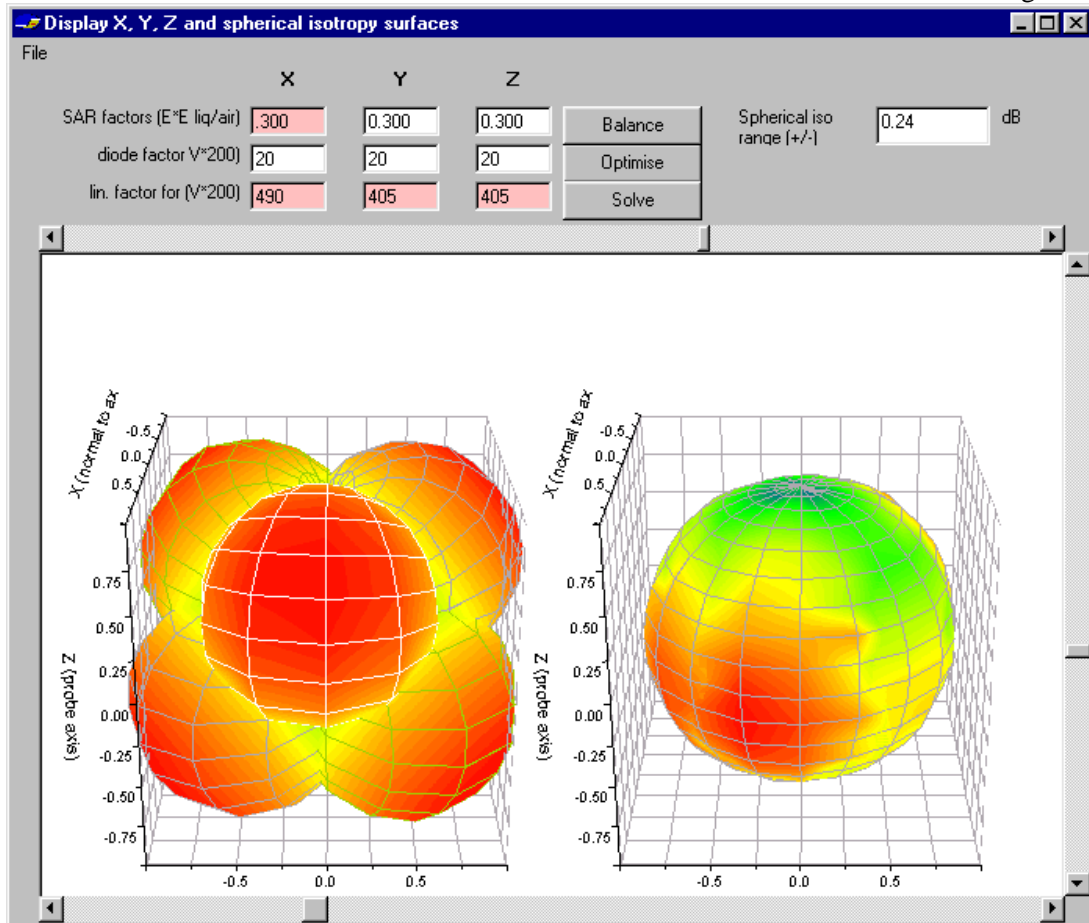 Display X, Y, Z and spherical isotropy surfaces
File
X Y Z
SAR factors (E*E liq/air) .300 0.300 0.300 Balance Spherical iso range (+/-) 0.24 dB
diode factor V*200) 20 20 20 Optimise
lin. factor for (V*200) 490 405 405 Solve
X (normal to ax
-0.5
0.0
0.5
Z (probe axis)
0.75
0.50
0.25
0.00
-0.25
-0.50
-0.75
-0.5 0.0 0.5
X (normal to ax
-0.5
0.0
0.5
Z (probe axis)
0.75
0.50
0.25
0.00
-0.25
-0.50
-0.75
-0.5 0.0 0.5